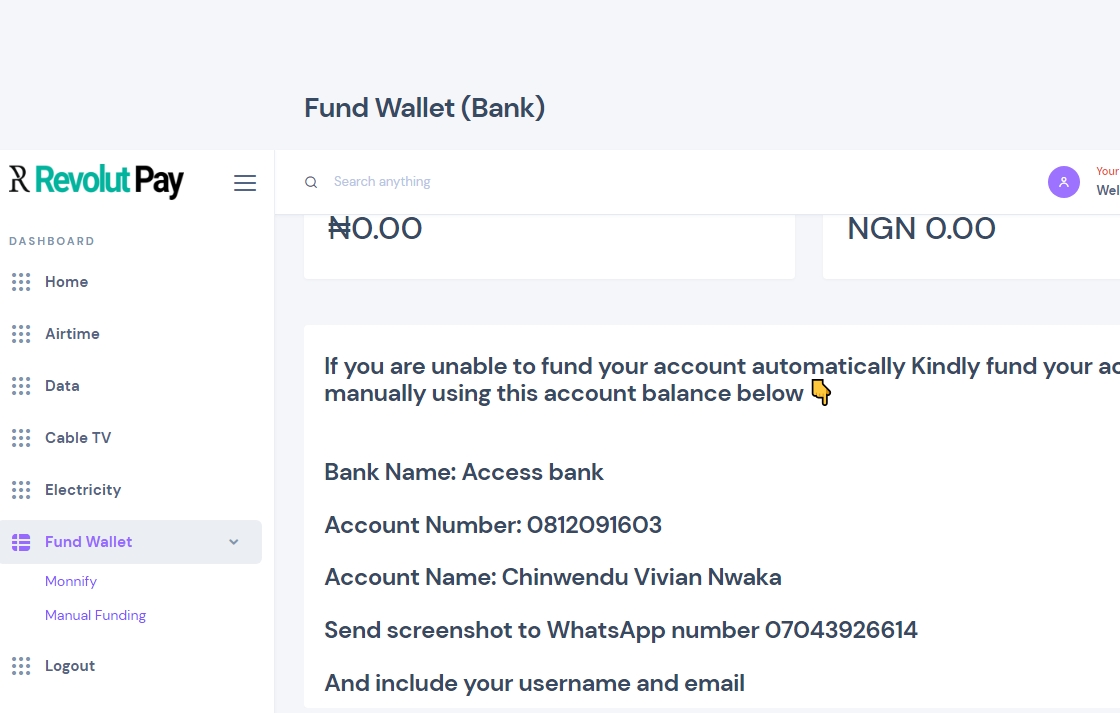 Fund Wallet (Bank)
Revolut Pay
Search anything
Your
Wel
₦0.00
NGN 0.00
DASHBOARD
Home
Airtime
Data
Cable TV
Electricity
Fund Wallet
Monnify
Manual Funding
Logout
If you are unable to fund your account automatically Kindly fund your ac
manually using this account balance below 👇
Bank Name: Access bank
Account Number: 0812091603
Account Name: Chinwendu Vivian Nwaka
Send screenshot to WhatsApp number 07043926614
And include your username and email